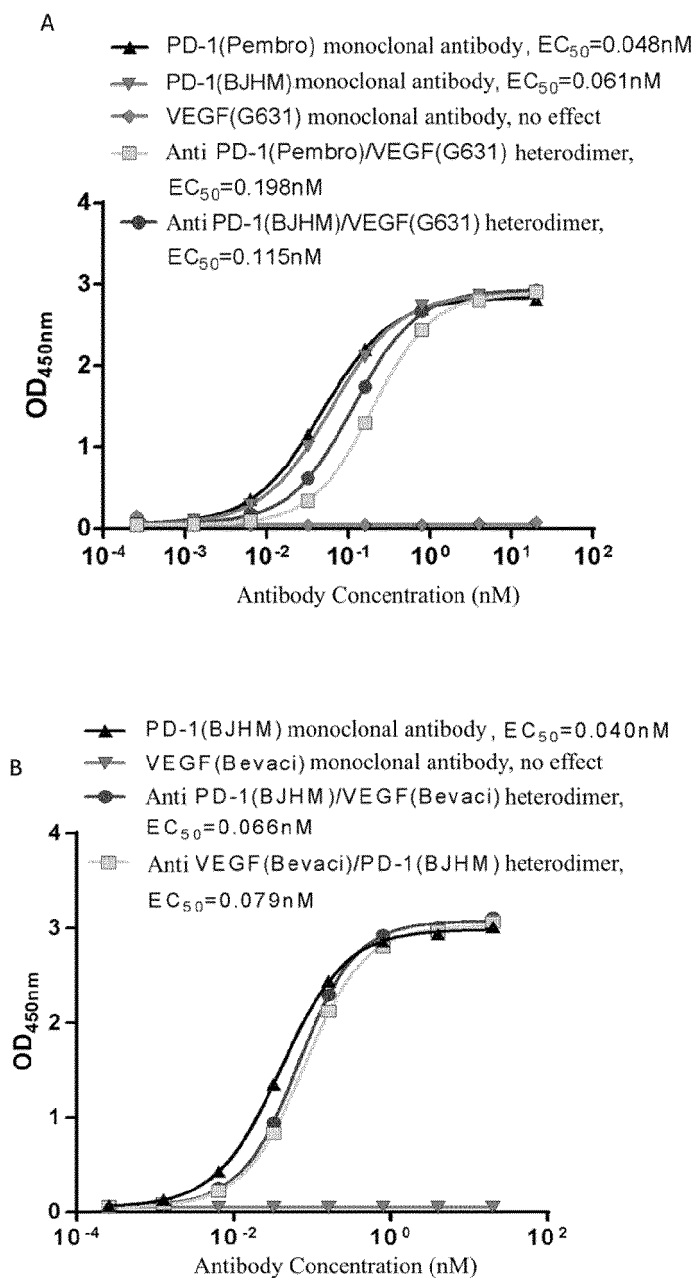 A
PD-1(Pembro) monoclonal antibody, EC50=0.048nM
PD-1(BJHM) monoclonal antibody, EC50=0.061nM
VEGF(G631) monoclonal antibody, no effect
Anti PD-1(Pembro)/VEGF(G631) heterodimer,
EC50=0.198nM
Anti PD-1(BJHM)/VEGF(G631) heterodimer,
EC50=0.115nM
4
3
2
1
0
OD450nm
10-4 10-3 10-2 10-1 100 101 102
Antibody Concentration (nM)
B
PD-1(BJHM) monoclonal antibody, EC50=0.040nM
VEGF(Bevaci) monoclonal antibody, no effect
Anti PD-1(BJHM)/VEGF(Bevaci) heterodimer,
EC50=0.066nM
Anti VEGF(Bevaci)/PD-1(BJHM) heterodimer,
EC50=0.079nM
4
3
2
1
0
OD450nm
10-4 10-2 100 102
Antibody Concentration (nM)